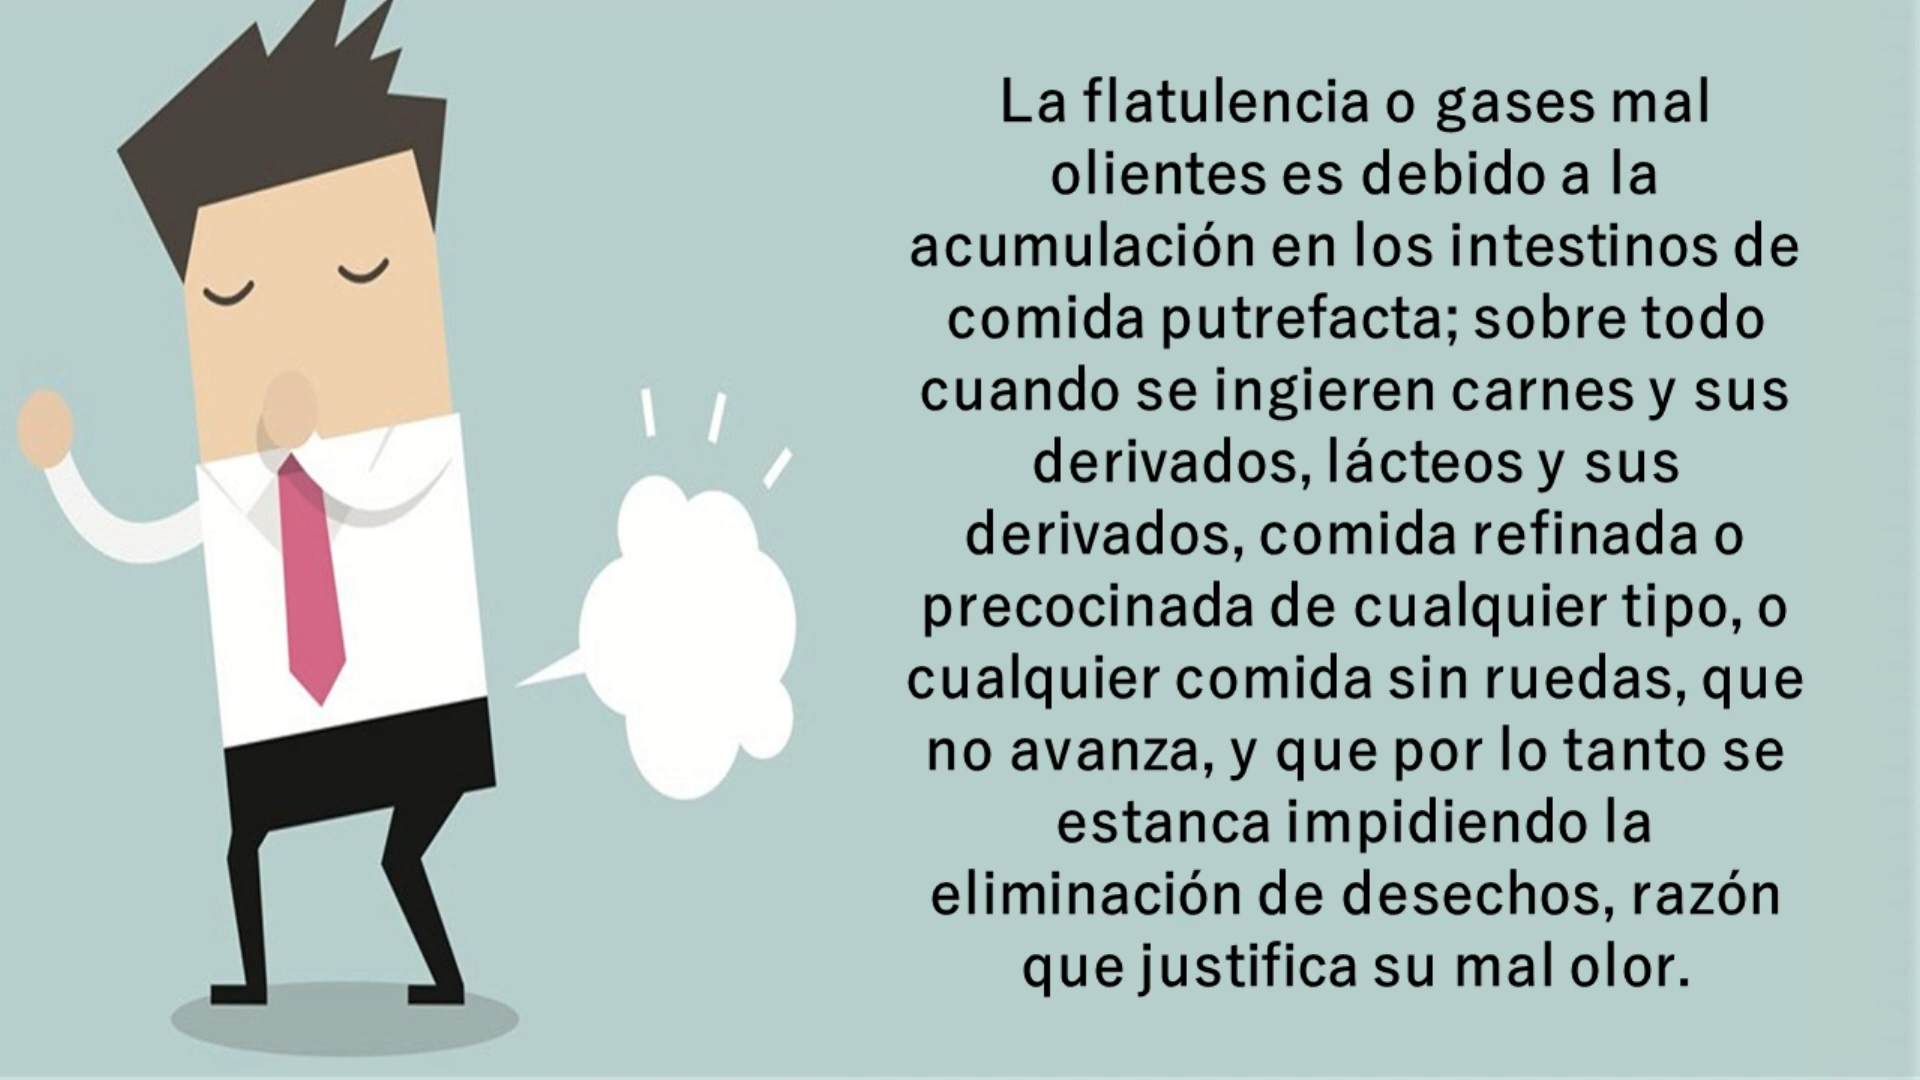 La flatulencia o gases mal
olientes es debido a la
acumulación en los intestinos de
comida putrefacta; sobre todo
cuando se ingieren carnes y sus
derivados, lácteos y sus
derivados, comida refinada o
precocinada de cualquier tipo, o
cualquier comida sin ruedas, que
no avanza, y que por lo tanto se
estanca impidiendo la
eliminación de desechos, razón
que justifica su mal olor.